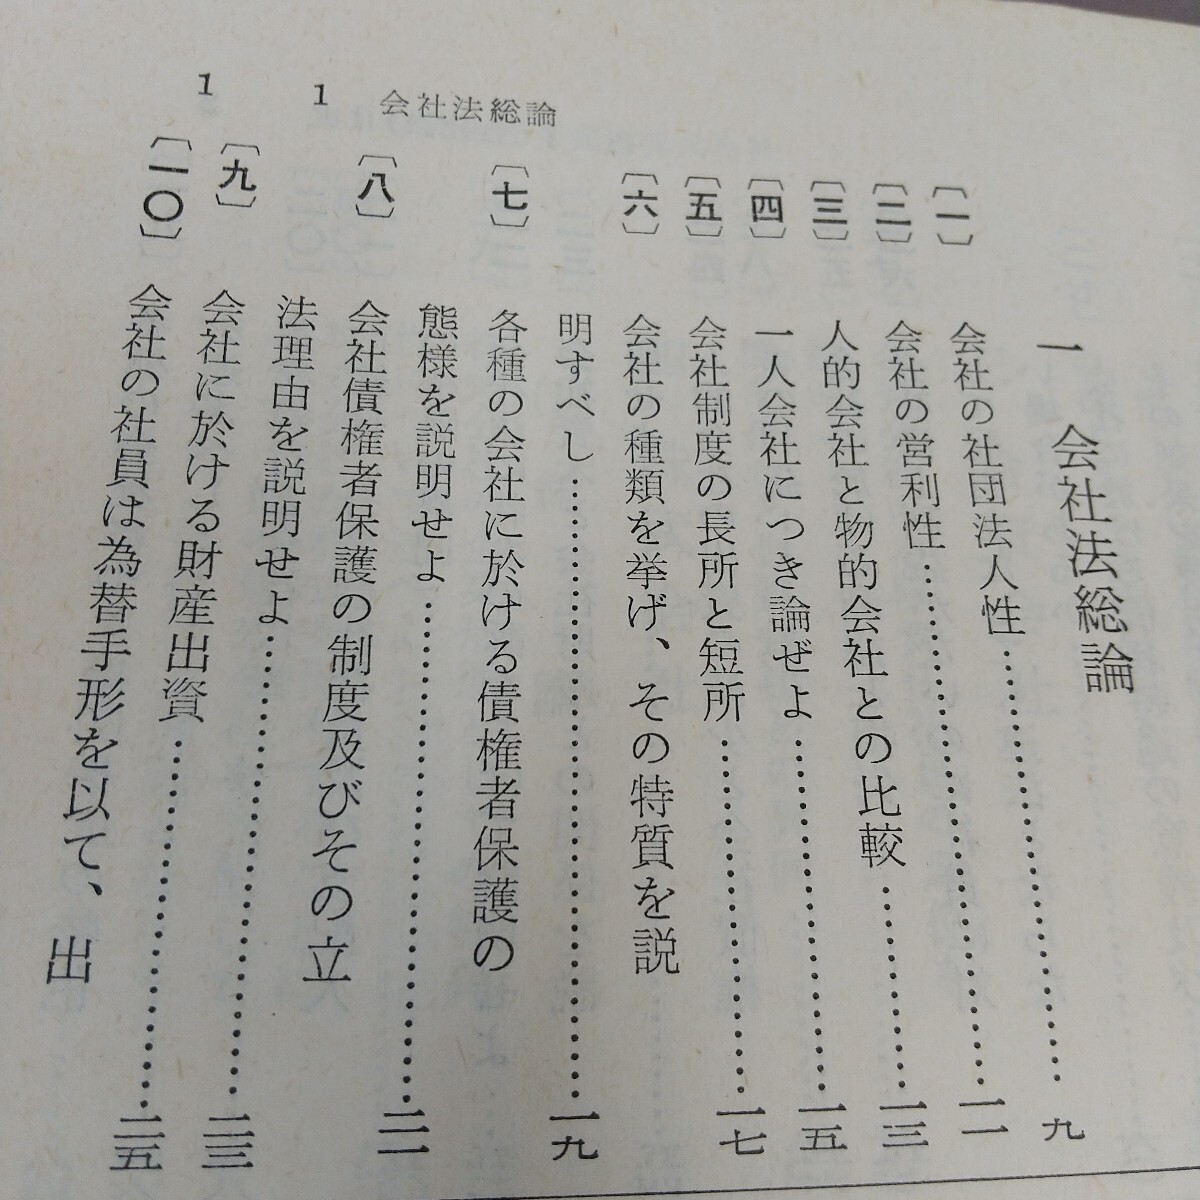 1　1　会社法総論
一　会社法総論
〔一〕　会社の社団法人性……………………九
〔二〕　会社の営利性……………………一一
〔三〕　人的会社と物的会社との比較……………………一三
〔四〕　一人会社につき論ぜよ……………………一五
〔五〕　会社制度の長所と短所……………………一七
〔六〕　会社の種類を挙げ、その特質を説
明すべし……………………一九
〔七〕　各種の会社に於ける債権者保護の
態様を説明せよ……………………二一
〔八〕　会社債権者保護の制度及びその立
法理由を説明せよ……………………二三
〔九〕　会社に於ける財産出資……………………二五
〔一〇〕　会社の社員は為替手形を以て、出